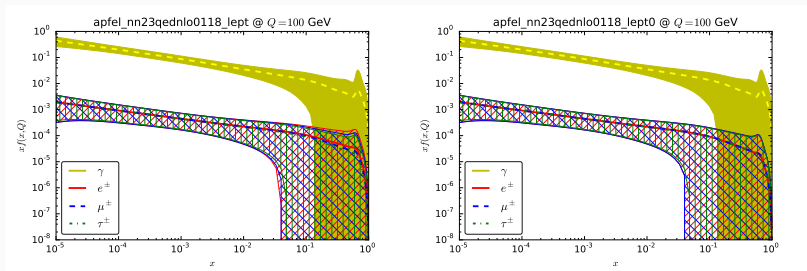 apfel_nn23qednlo0118_lept @ Q = 100 GeV
xf(x,Q)
10^0
10^-1
10^-2
10^-3
10^-4
10^-5
10^-6
10^-7
10^-8
γ
e^±
μ^±
τ^±
10^-5 10^-4 10^-3 10^-2 10^-1 10^0
x
apfel_nn23qednlo0118_lept0 @ Q = 100 GeV
xf(x,Q)
10^0
10^-1
10^-2
10^-3
10^-4
10^-5
10^-6
10^-7
10^-8
γ
e^±
μ^±
τ^±
10^-5 10^-4 10^-3 10^-2 10^-1 10^0
x